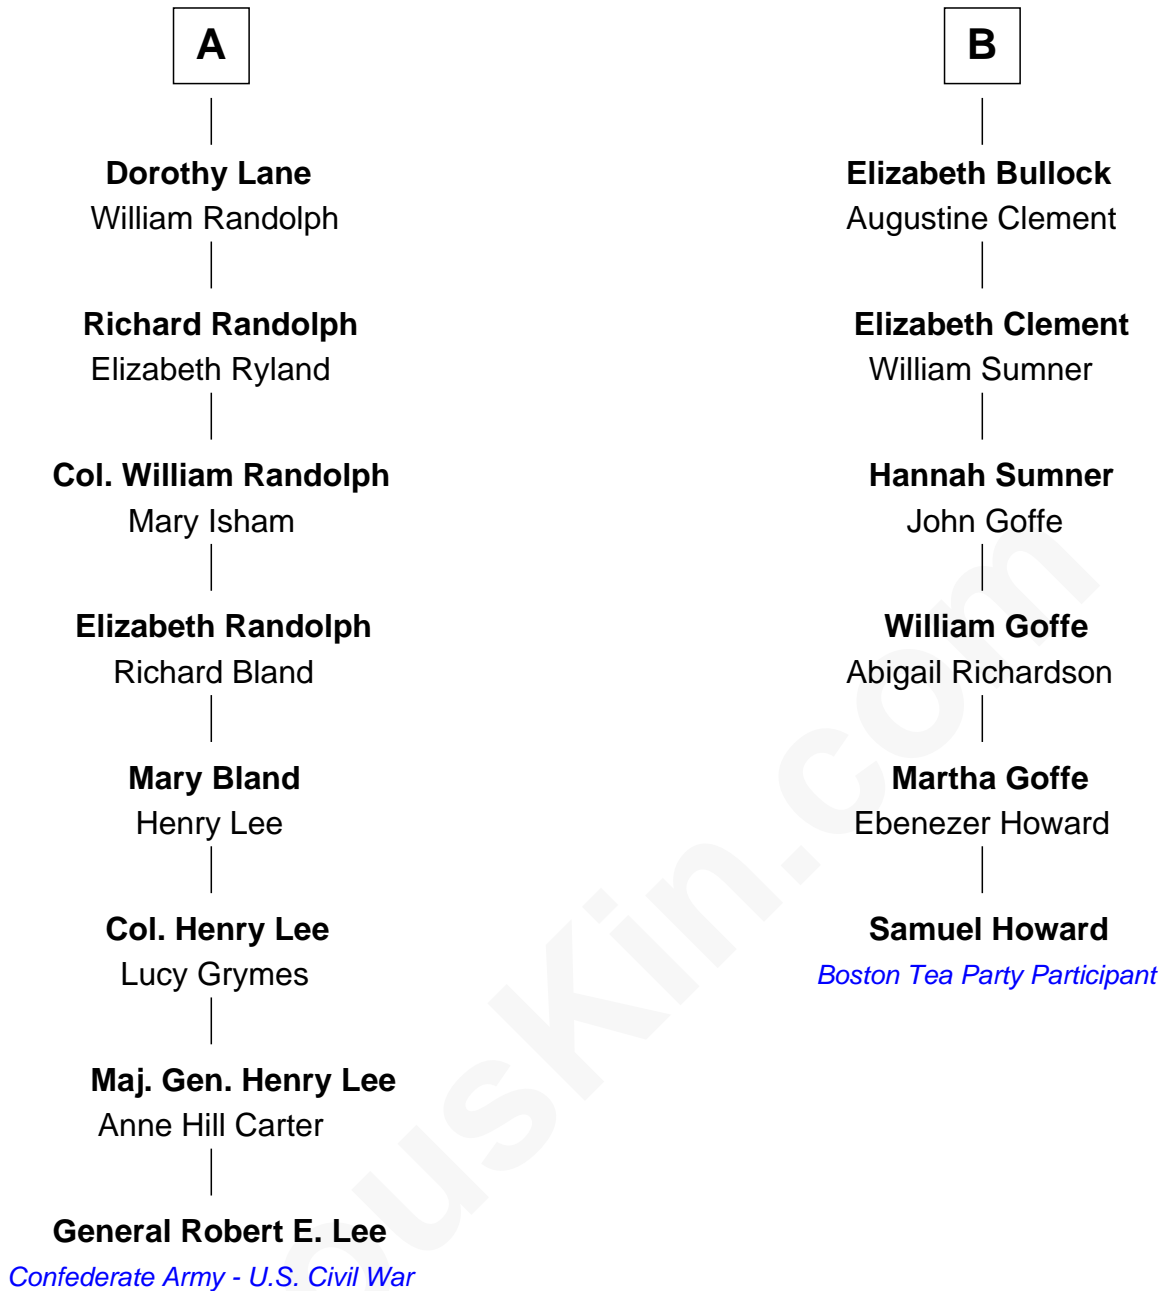 A
Dorothy Lane
William Randolph
Richard Randolph
Elizabeth Ryland
Col. William Randolph
Mary Isham
Elizabeth Randolph
Richard Bland
Mary Bland
Henry Lee
Col. Henry Lee
Lucy Grymes
Maj. Gen. Henry Lee
Anne Hill Carter
General Robert E. Lee
Confederate Army - U.S. Civil War
B
Elizabeth Bullock
Augustine Clement
Elizabeth Clement
William Sumner
Hannah Sumner
John Goffe
William Goffe
Abigail Richardson
Martha Goffe
Ebenezer Howard
Samuel Howard
Boston Tea Party Participant
ousKin.com